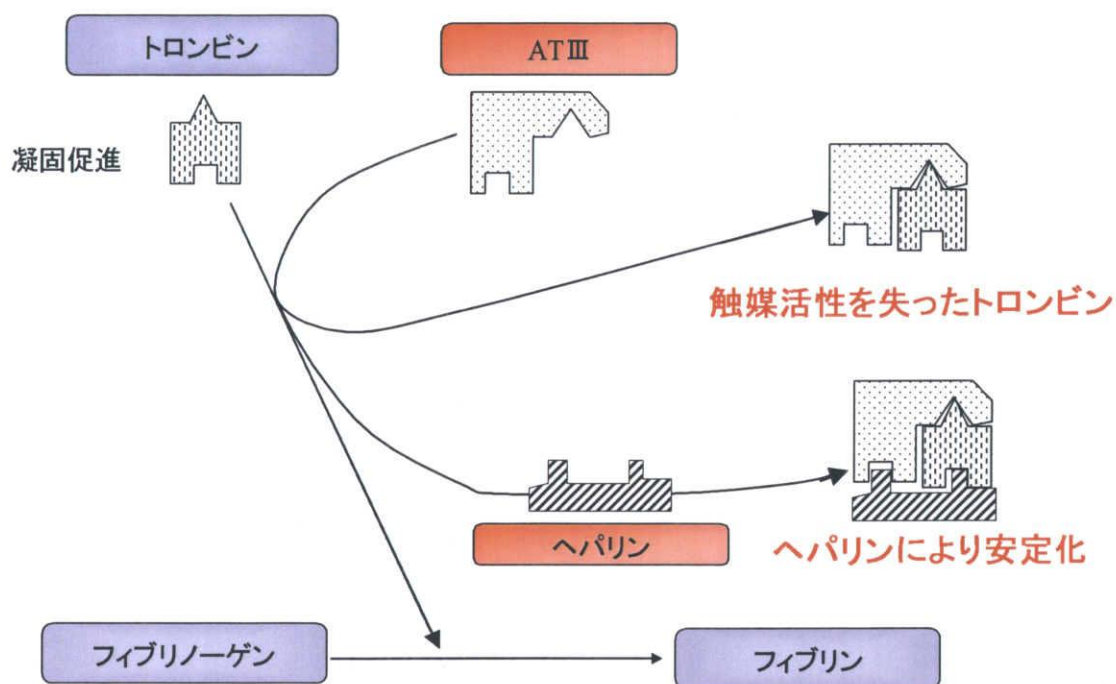 トロンビン
ATⅢ
凝固促進
触媒活性を失ったトロンビン
ヘパリン
ヘパリンにより安定化
フィブリノーゲン
フィブリン